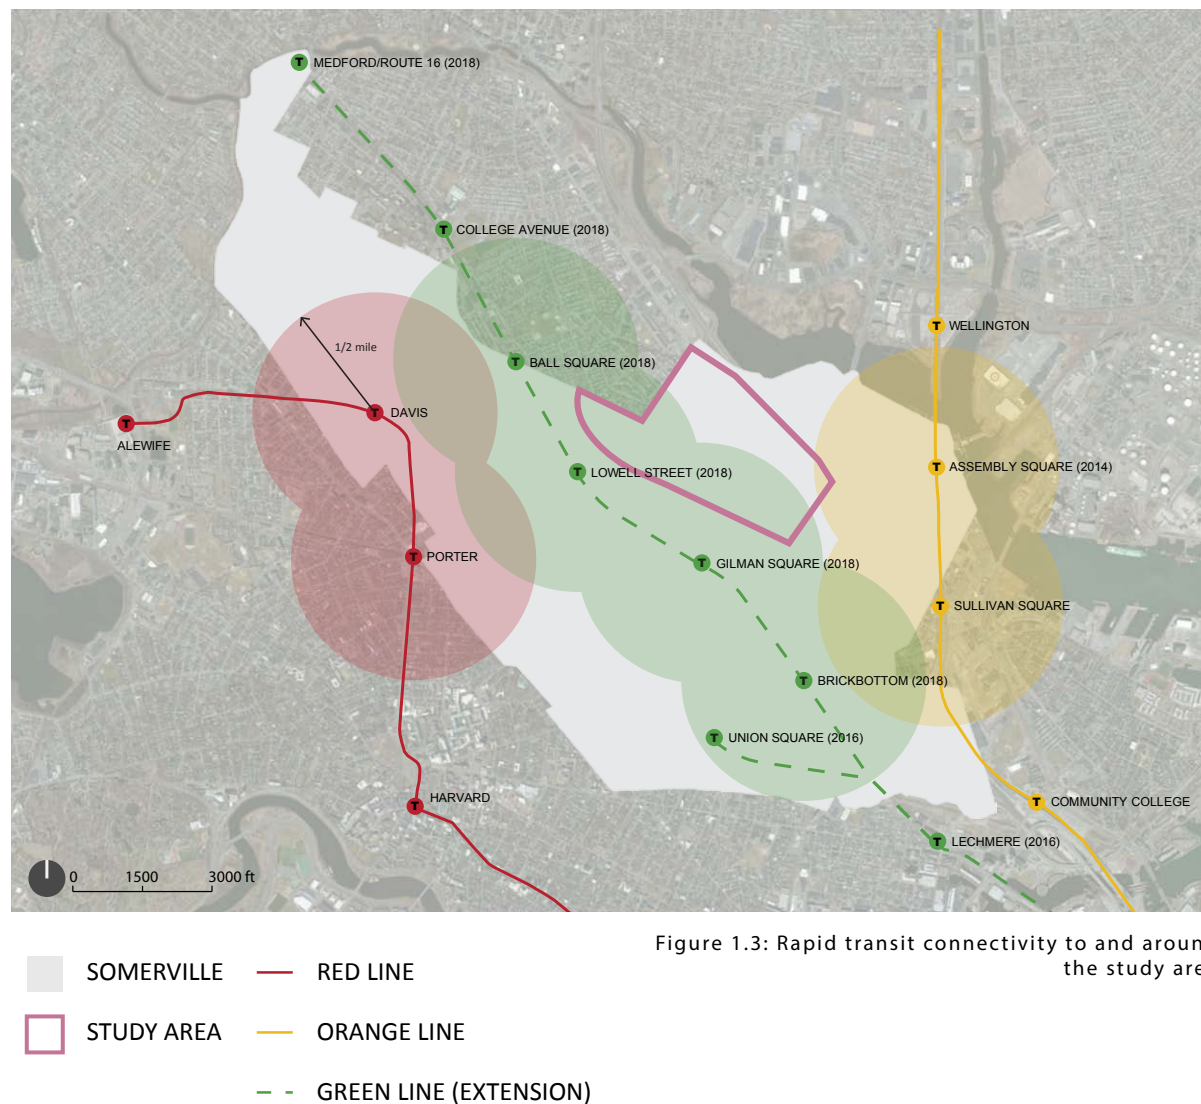 T MEDFORD/ROUTE 16 (2018)
T COLLEGE AVENUE (2018)
T WELLINGTON
1/2 mile
T BALL SQUARE (2018)
T DAVIS
T
ALEWIFE
T LOWELL STREET (2018)
T ASSEMBLY SQUARE (2014)
T PORTER
T GILMAN SQUARE (2018)
T SULLIVAN SQUARE
T BRICKBOTTOM (2018)
T UNION SQUARE (2016)
T HARVARD
T COMMUNITY COLLEGE
T LECHMERE (2016)
0 1500 3000 ft
Figure 1.3: Rapid transit connectivity to and aroun
the study are
SOMERVILLE
RED LINE
STUDY AREA
ORANGE LINE
GREEN LINE (EXTENSION)